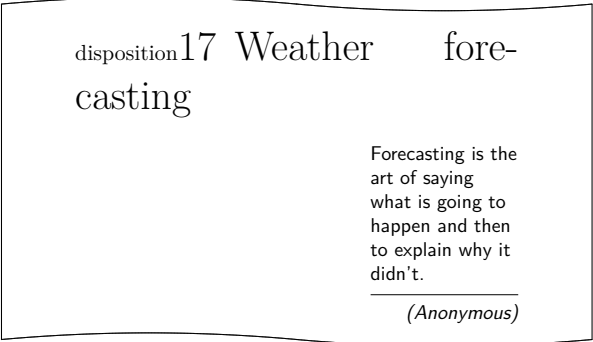 disposition17 Weather fore-
casting
Forecasting is the
art of saying
what is going to
happen and then
to explain why it
didn't.
(Anonymous)